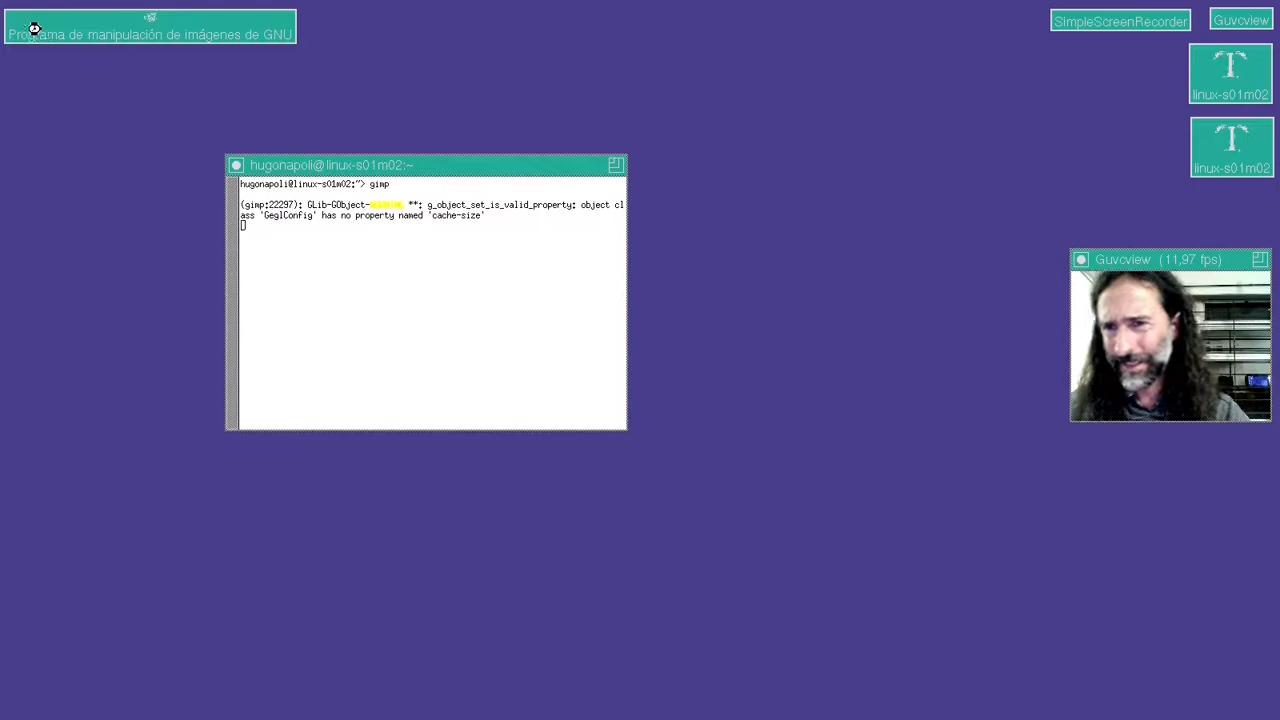 Programa de manipulación de imágenes de GNU
SimpleScreenRecorder
Guvcview
linux-s01m02
linux-s01m02
hugonapoli@linux-s01m02:~
hugonapoli@linux-s01m02:~> gimp
(gimp:22297): GLib-GObject-WARNING **: g_object_set_is_valid_property: object cl
ass 'GeglConfig' has no property named 'cache-size'
Guvcview (11,97 fps)